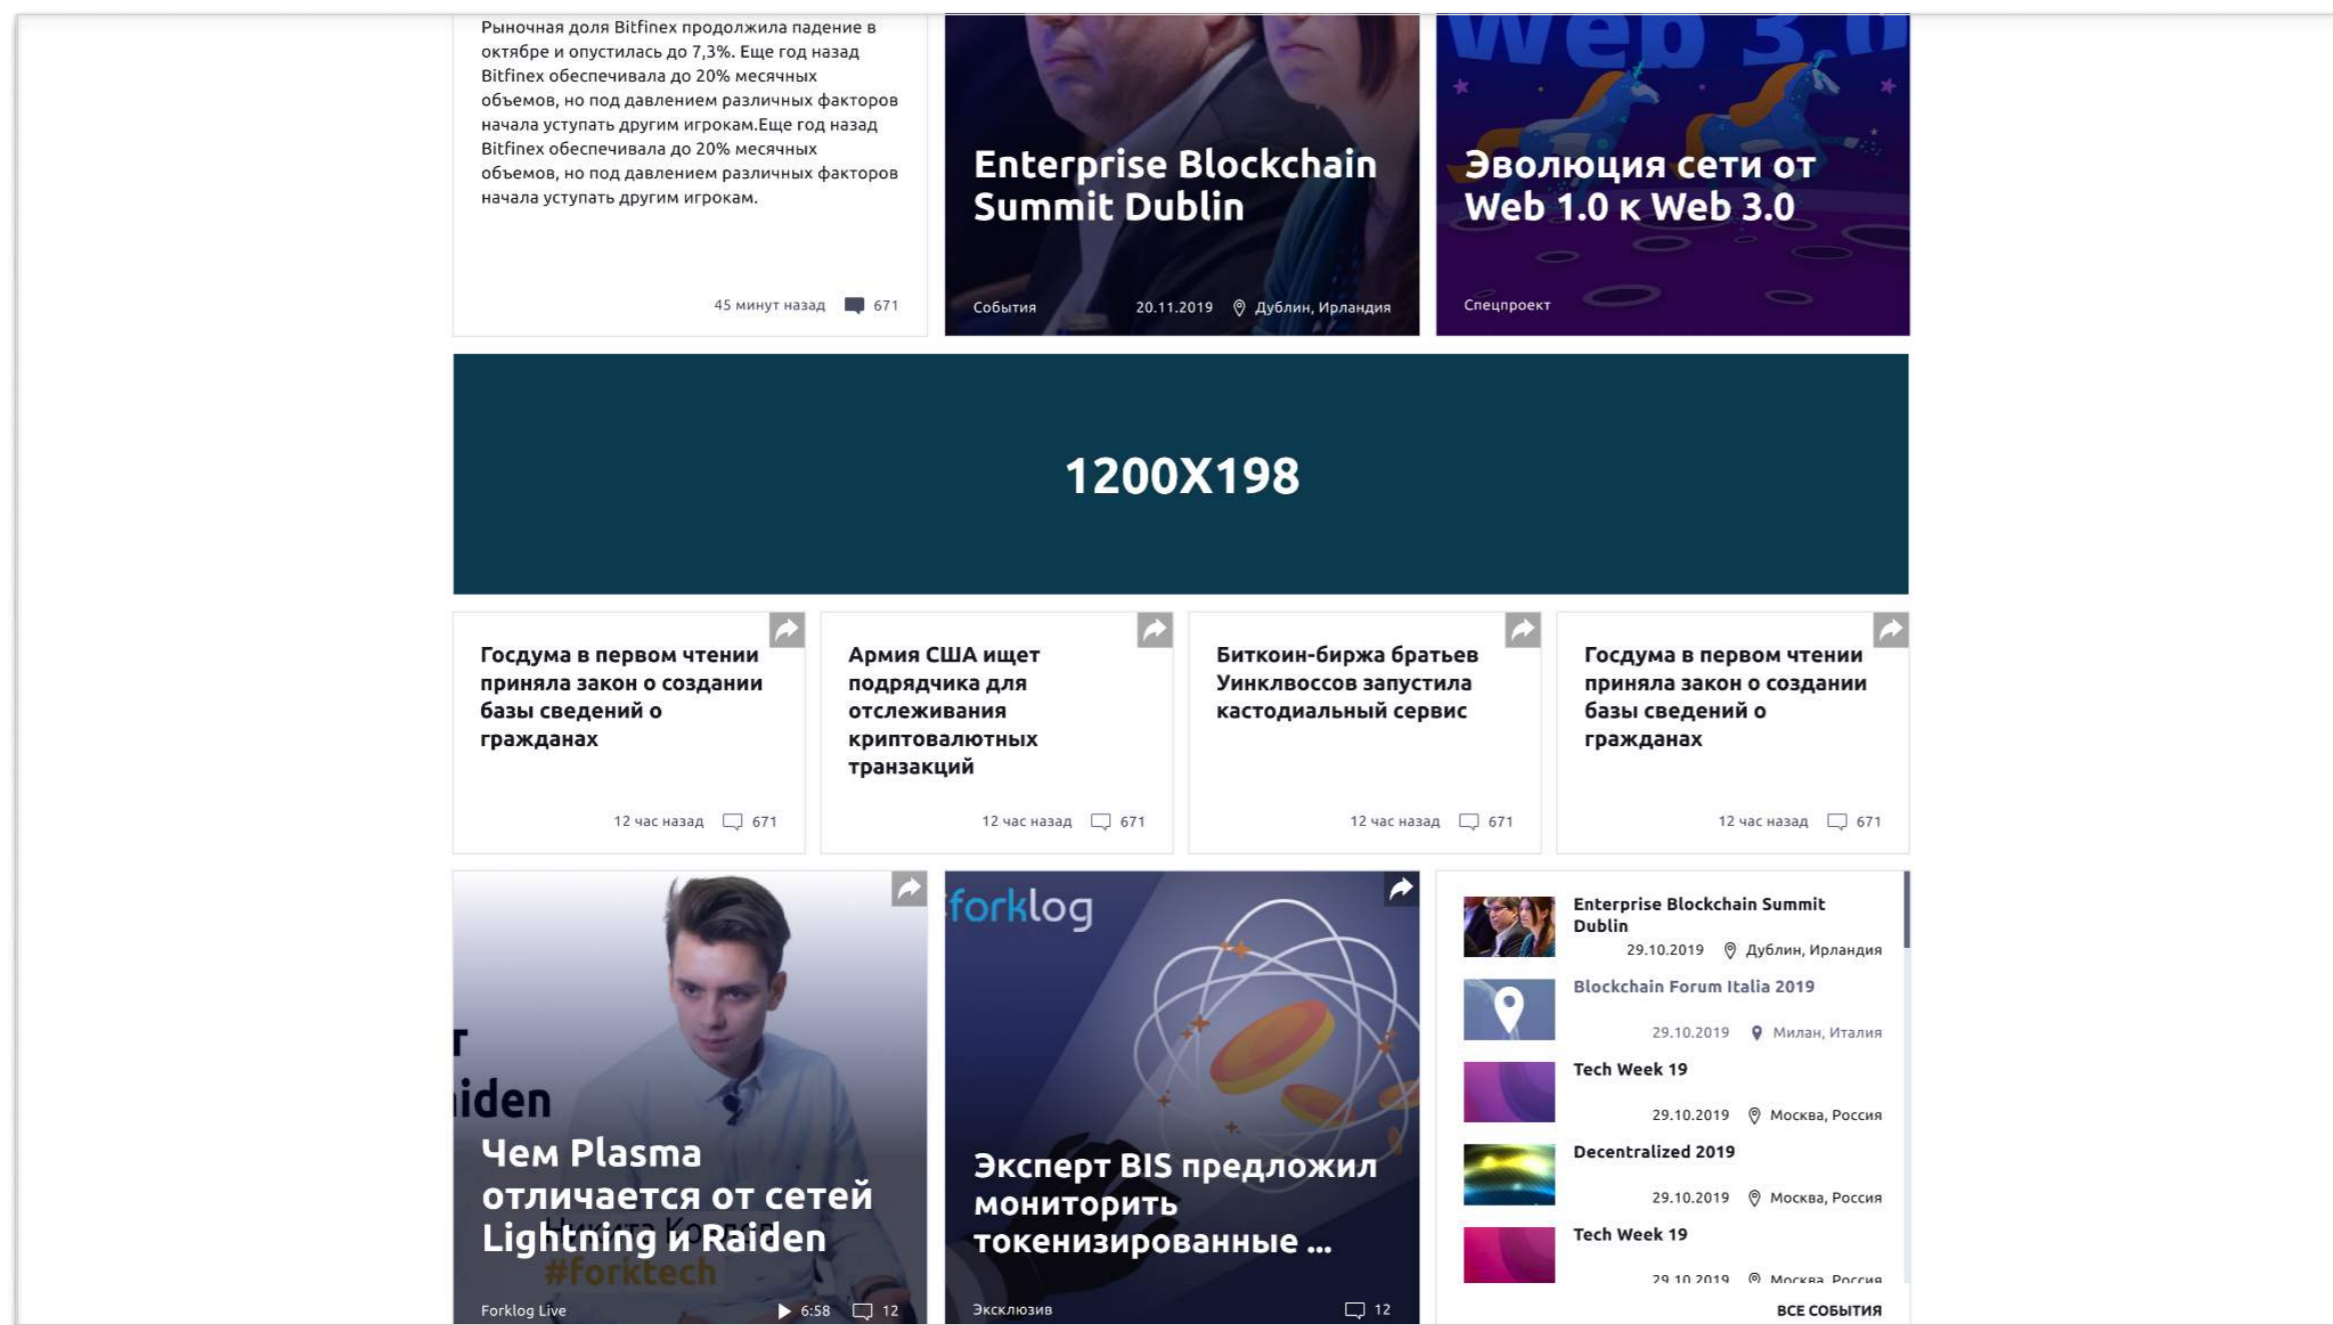 Рыночная доля Bitfinex продолжила падение в
октябре и опустилась до 7,3%. Еще год назад
Bitfinex обеспечивала до 20% месячных
объемов, но под давлением различных факторов
начала уступать другим игрокам.Еще год назад
Bitfinex обеспечивала до 20% месячных
объемов, но под давлением различных факторов
начала уступать другим игрокам.
45 минут назад 671
Enterprise Blockchain
Summit Dublin
События 20.11.2019 Дублин, Ирландия
Web 3.0
Эволюция сети от
Web 1.0 к Web 3.0
Спецпроект
1200X198
Госдума в первом чтении
приняла закон о создании
базы сведений о
гражданах
12 час назад 671
Армия США ищет
подрядчика для
отслеживания
криптовалютных
транзакций
12 час назад 671
Биткоин-биржа братьев
Уинклвоссов запустила
кастодиальный сервис
12 час назад 671
Госдума в первом чтении
приняла закон о создании
базы сведений о
гражданах
12 час назад 671
iden
Чем Plasma
отличается от сетей
Lightning и Raiden
#forktech
Forklog Live 6:58 12
forklog
Эксперт BIS предложил
мониторить
токенизированные ...
Эксклюзив 12
Enterprise Blockchain Summit
Dublin
29.10.2019 Дублин, Ирландия
Blockchain Forum Italia 2019
29.10.2019 Милан, Италия
Tech Week 19
29.10.2019 Москва, Россия
Decentralized 2019
29.10.2019 Москва, Россия
Tech Week 19
29.10.2019 Москва, Россия
ВСЕ СОБЫТИЯ